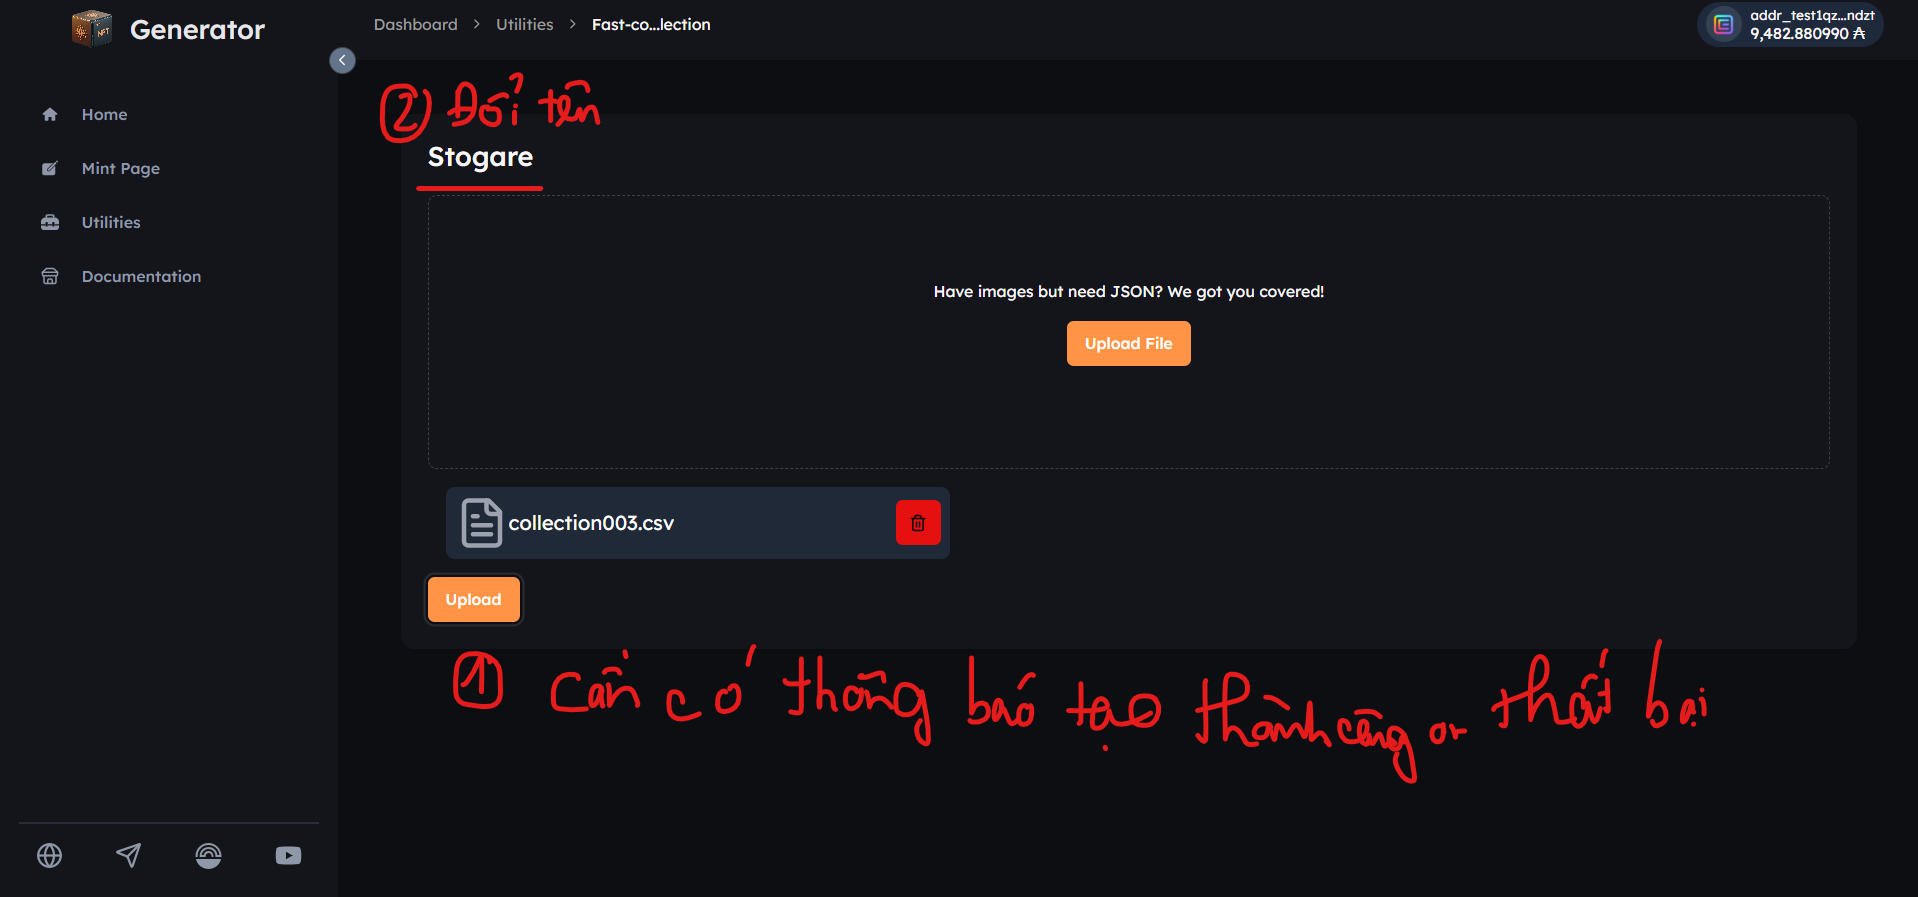 Generator
Dashboard > Utilities > Fast-co...lection
addr_test1qz...ndzt
9,482.880990 ₳
Home
Mint Page
Utilities
Documentation
② Đổi tên
Stogare
Have images but need JSON? We got you covered!
Upload File
collection003.csv
Upload
① Cần có thông báo tạo thành công or thất bại